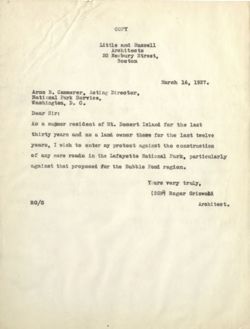 COPY
Little and Russell
Architects
20 Newbury Street,
Boston
March 14, 1927.
Arno B. Cammerer, Acting Director,
National Park Service,
Washington, D. C.
Dear Sir:
As a summer resident of Mt. Desert Island for the last
thirty years and as a land owner there for the last twelve
years, I wish to enter my protest against the construction
of any more roads in the Lafayette National Park, particularly
against that proposed for the Bubble Pond region.
Yours very truly,
(SGD) Roger Griswold
Architect.
RG/S